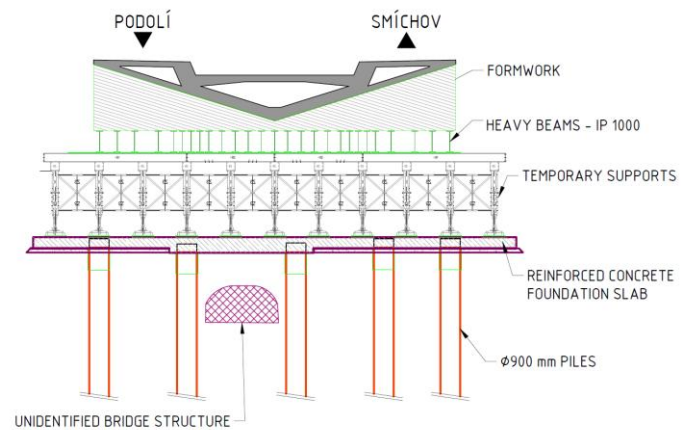 PODOLÍ
SMÍCHOV
FORMWORK
HEAVY BEAMS - IP 1000
TEMPORARY SUPPORTS
REINFORCED CONCRETE
FOUNDATION SLAB
Φ900 mm PILES
UNIDENTIFIED BRIDGE STRUCTURE